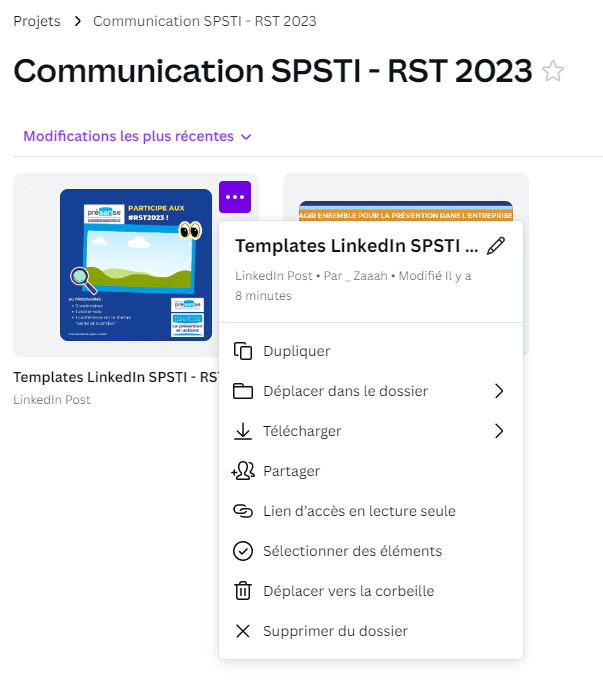 Projets > Communication SPSTI - RST 2023
Communication SPSTI - RST 2023
Modifications les plus récentes
présanse
PARTICIPE AUX
#RST2023 !
AU PROGRAMME :
présanse
La prévention
en actions
Templates LinkedIn SPSTI - RS
LinkedIn Post
AGIR ENSEMBLE POUR LA PRÉVENTION DANS L'ENTREPRISE
Templates LinkedIn SPSTI ...
LinkedIn Post • Par _ Zaaah • Modifié Il y a
8 minutes
Dupliquer
Déplacer dans le dossier
Télécharger
Partager
Lien d'accès en lecture seule
Sélectionner des éléments
Déplacer vers la corbeille
Supprimer du dossier